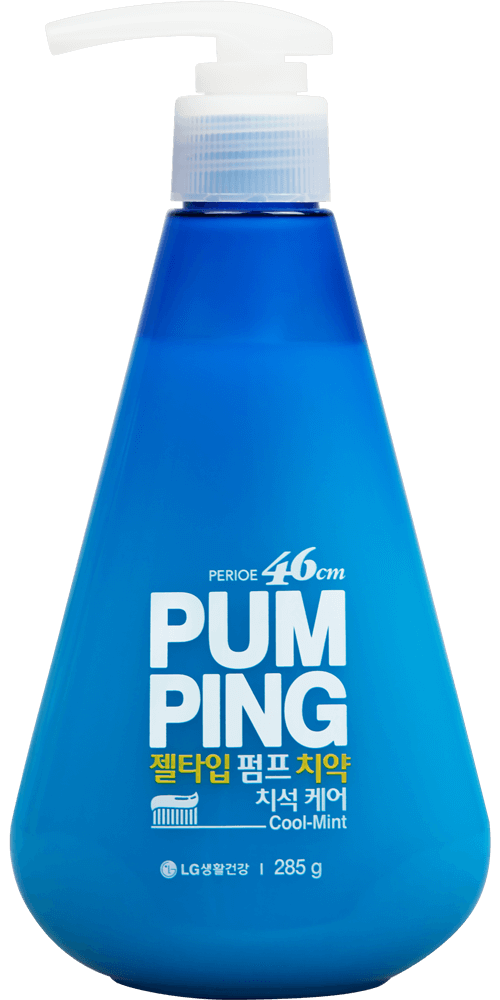 PERIOE 46cm
PUM
PING
젤타입 펌프 치약
치석 케어
Cool-Mint
LG생활건강 | 285 g